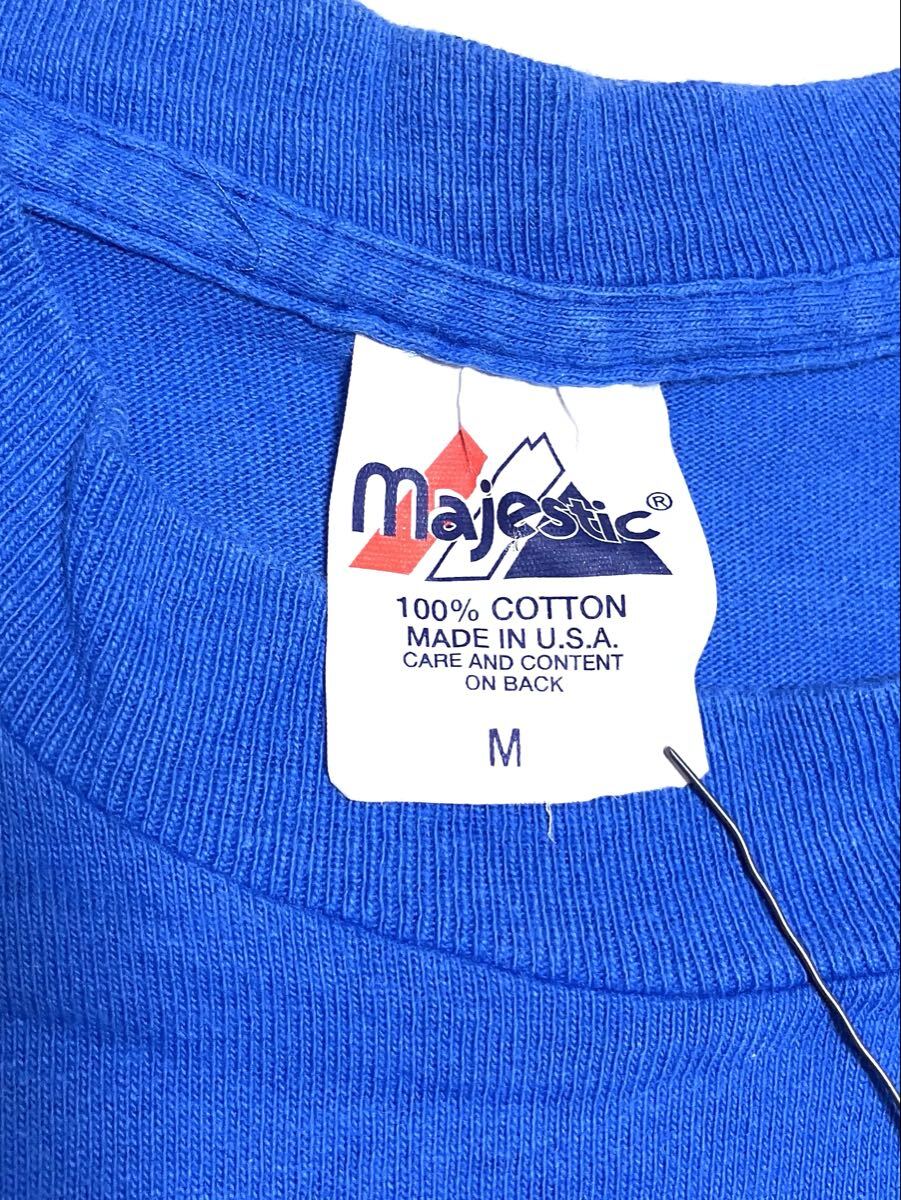 Majestic®
100% COTTON
MADE IN U.S.A.
CARE AND CONTENT
ON BACK
M